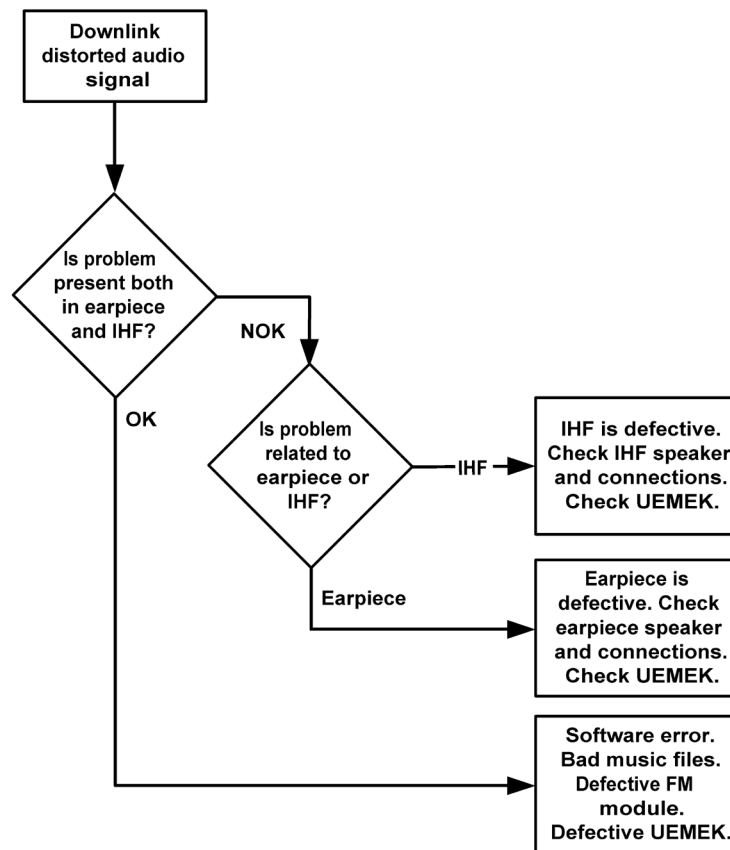 Downlink
distorted audio
signal
Is problem
present both
in earpiece
and IHF?
NOK
OK
Is problem
related to
earpiece or
IHF?
IHF
IHF is defective.
Check IHF speaker
and connections.
Check UEMEK.
Earpiece
Earpiece is
defective. Check
earpiece speaker
and connections.
Check UEMEK.
Software error.
Bad music files.
Defective FM
module.
Defective UEMEK.